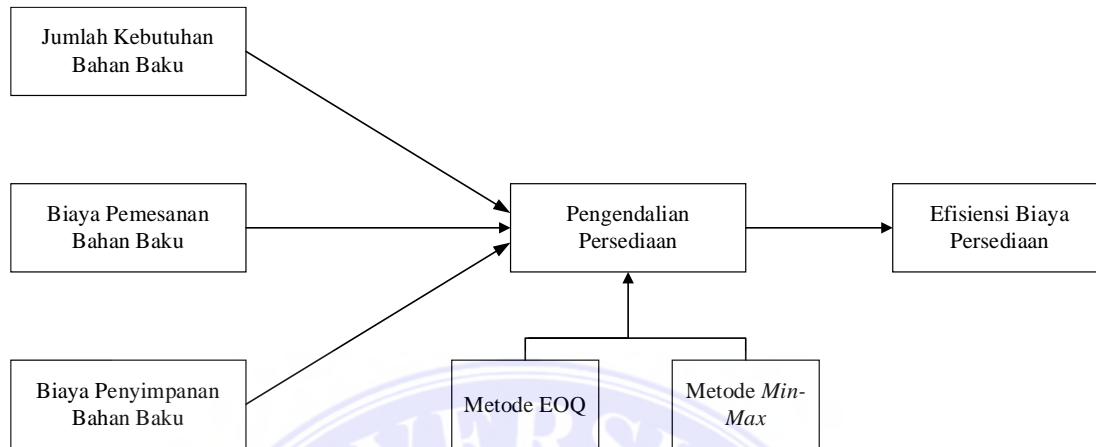 Jumlah Kebutuhan
Bahan Baku
Biaya Pemesanan
Bahan Baku
Pengendalian
Persediaan
Efisiensi Biaya
Persediaan
Biaya Penyimpanan
Bahan Baku
Metode EOQ
Metode Min-
Max